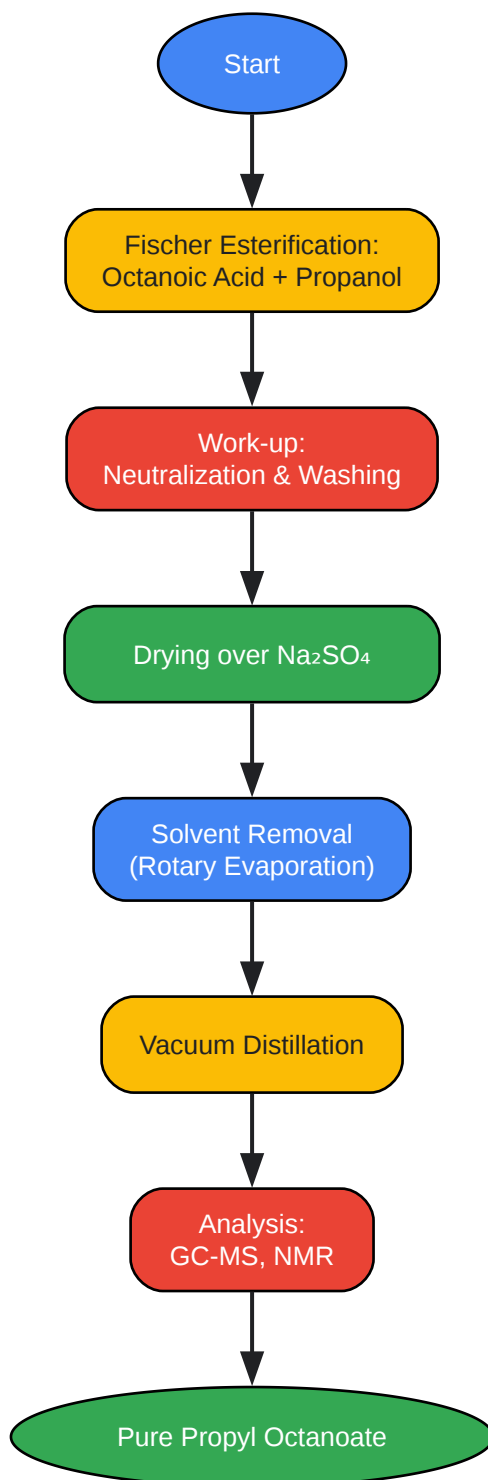 Start
Fischer Esterification:
Octanoic Acid + Propanol
Work-up:
Neutralization & Washing
Drying over Na₂SO₄
Solvent Removal
(Rotary Evaporation)
Vacuum Distillation
Analysis:
GC-MS, NMR
Pure Propyl Octanoate